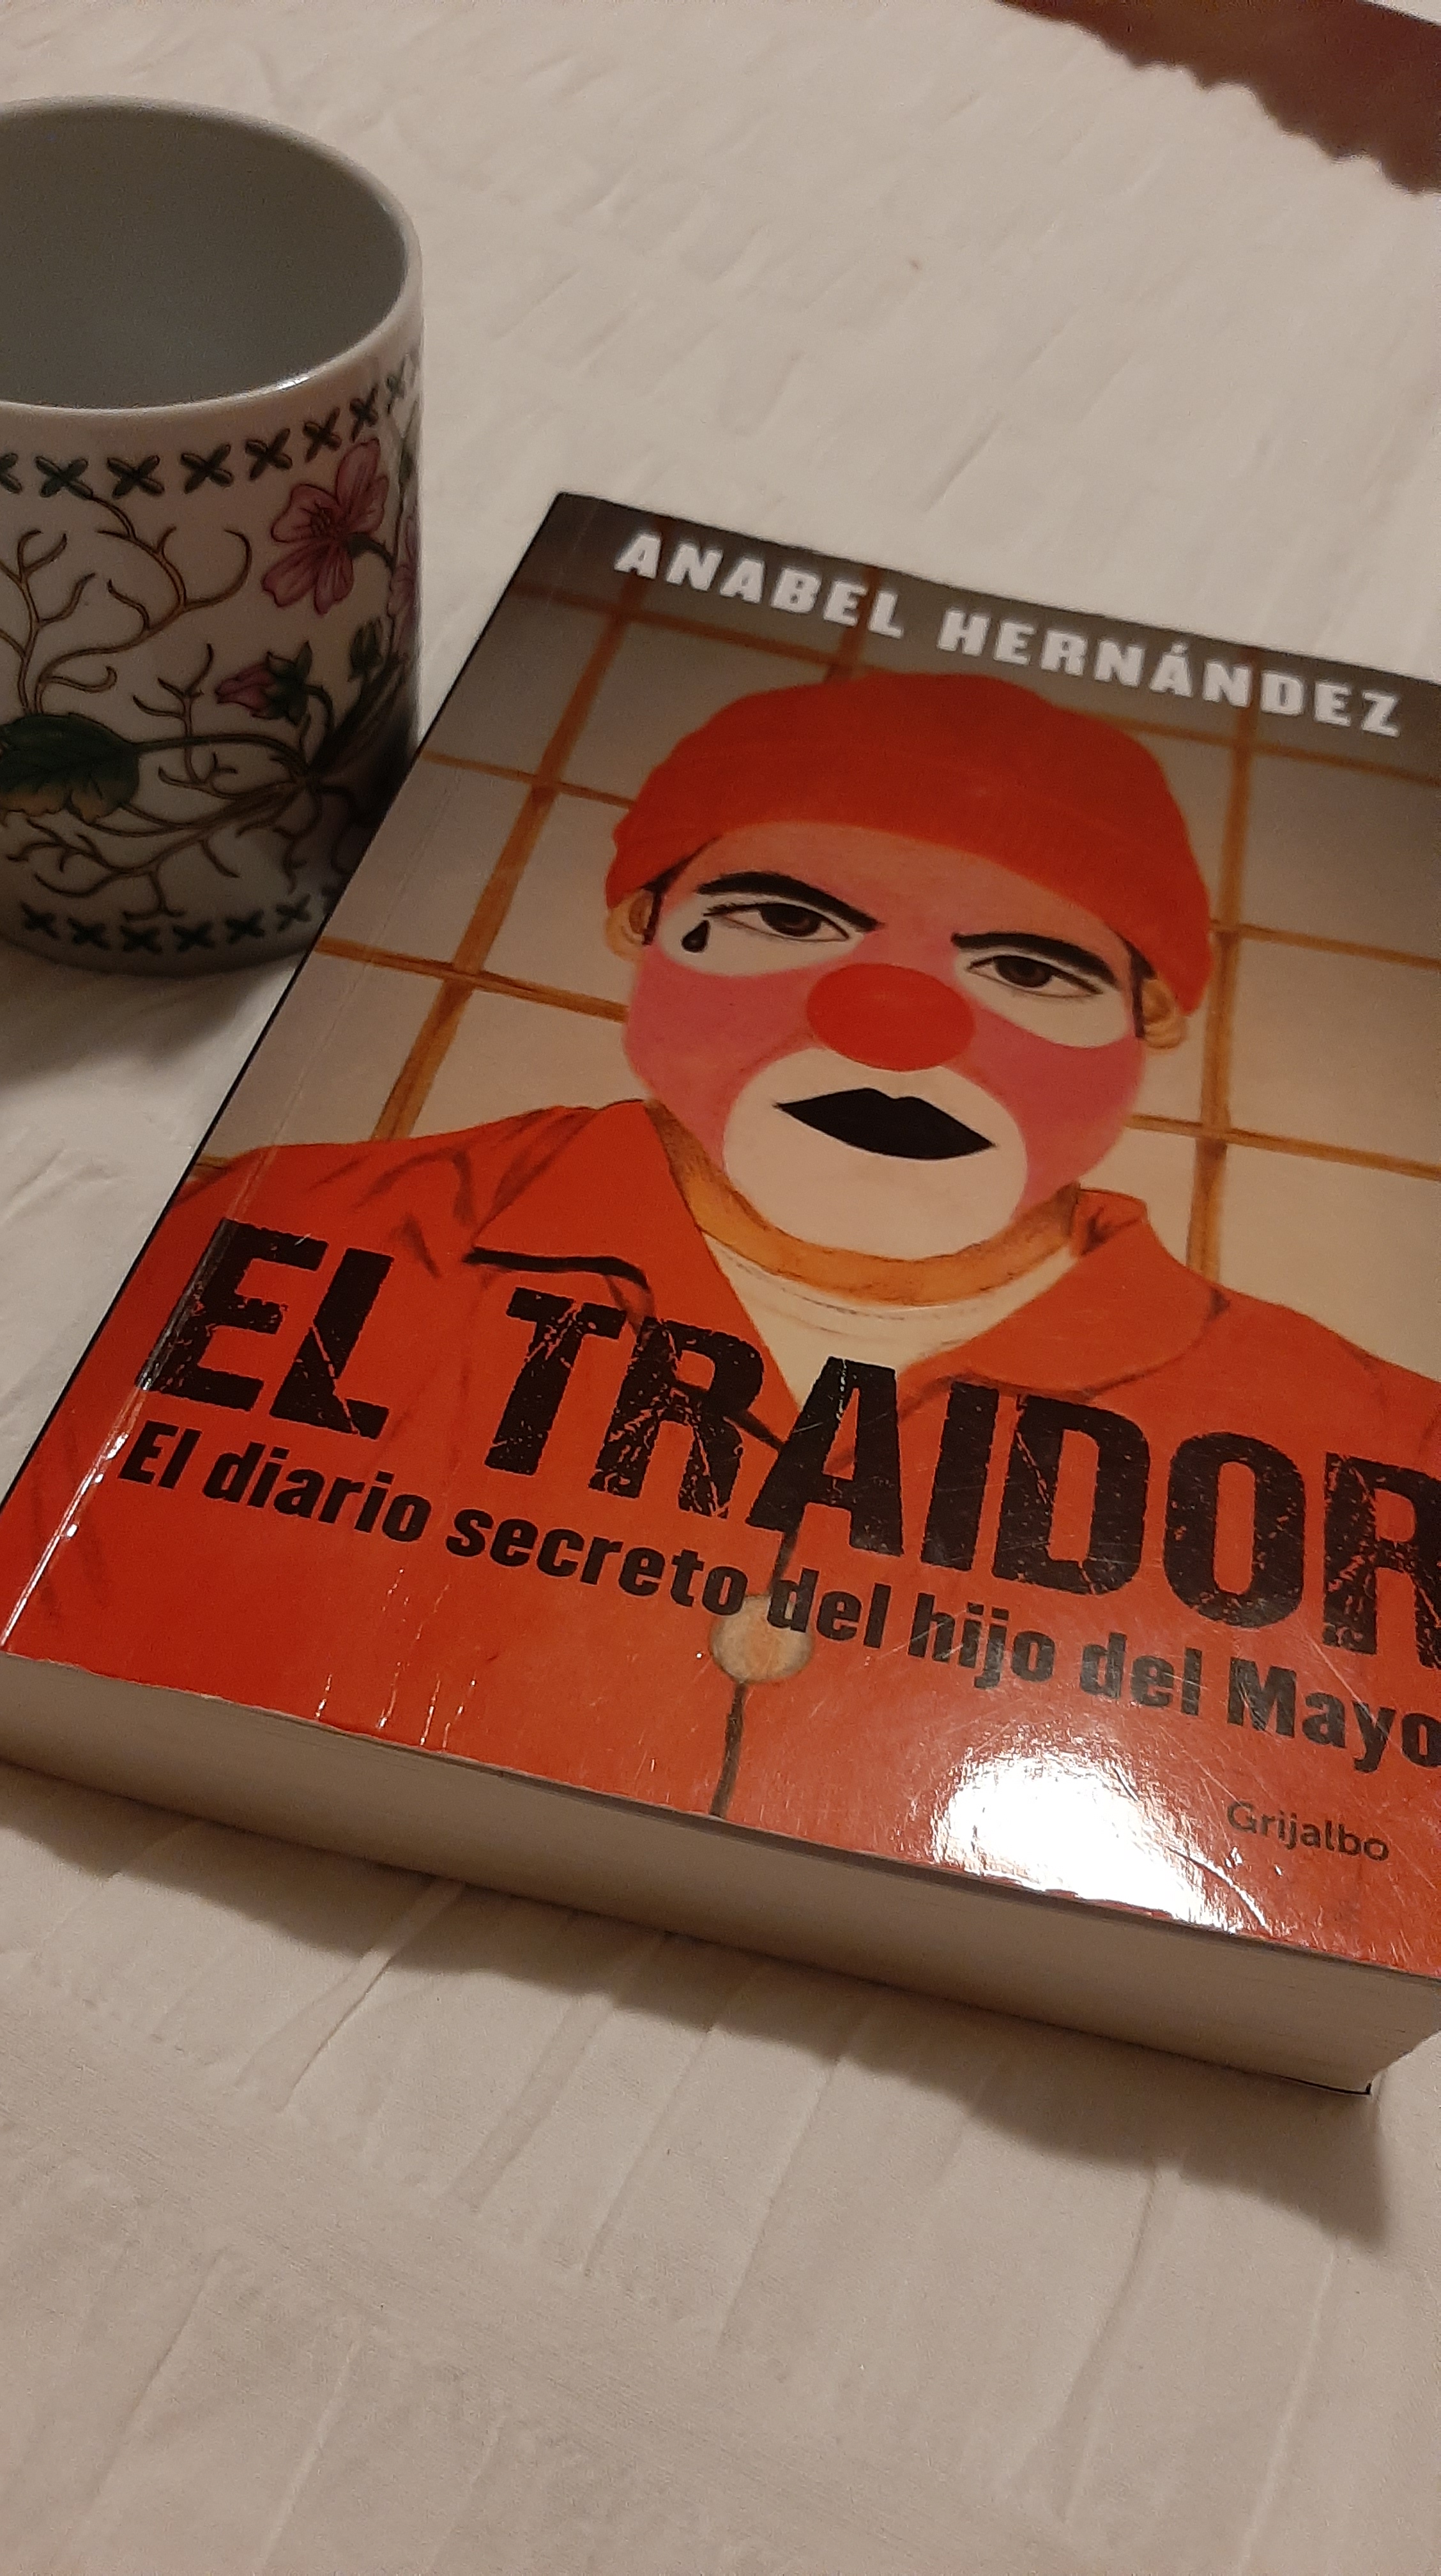 ANABEL HERNÁNDEZ
EL TRAIDOR
El diario secreto del hijo del Mayo
Grijalbo